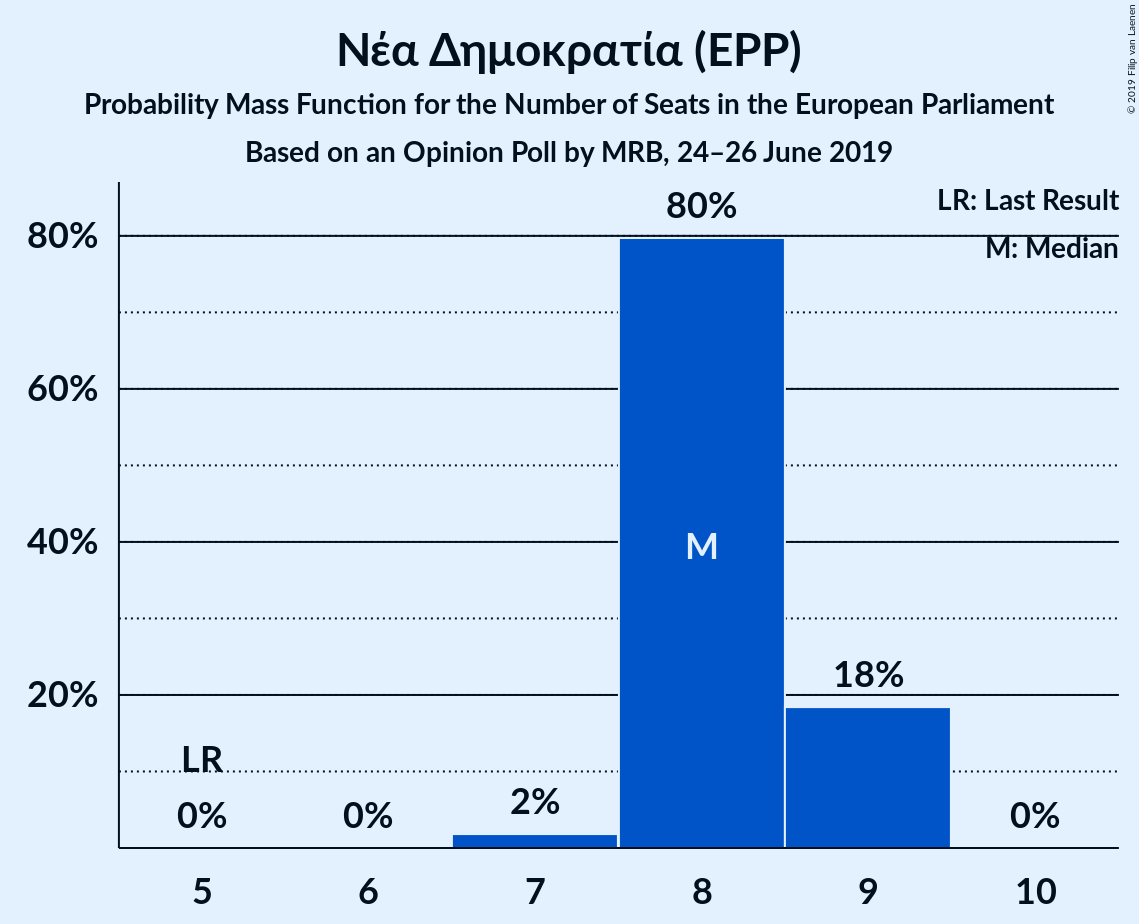 Νέα Δημοκρατία (EPP)
Probability Mass Function for the Number of Seats in the European Parliament
Based on an Opinion Poll by MRB, 24–26 June 2019
© 2019 Filip van Laenen
LR: Last Result
M: Median
80%
60%
40%
20%
LR
0%
0%
2%
80%
M
18%
0%
5 6 7 8 9 10